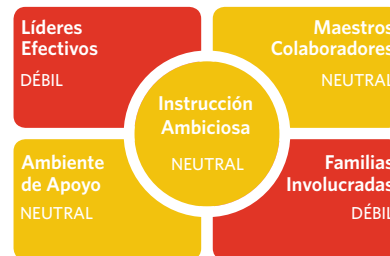 Líderes
Efectivos
DÉBIL
Maestros
Colaboradores
NEUTRAL
Instrucción
Ambiciosa
NEUTRAL
Ambiente
de Apoyo
NEUTRAL
Familias
Involucradas
DÉBIL